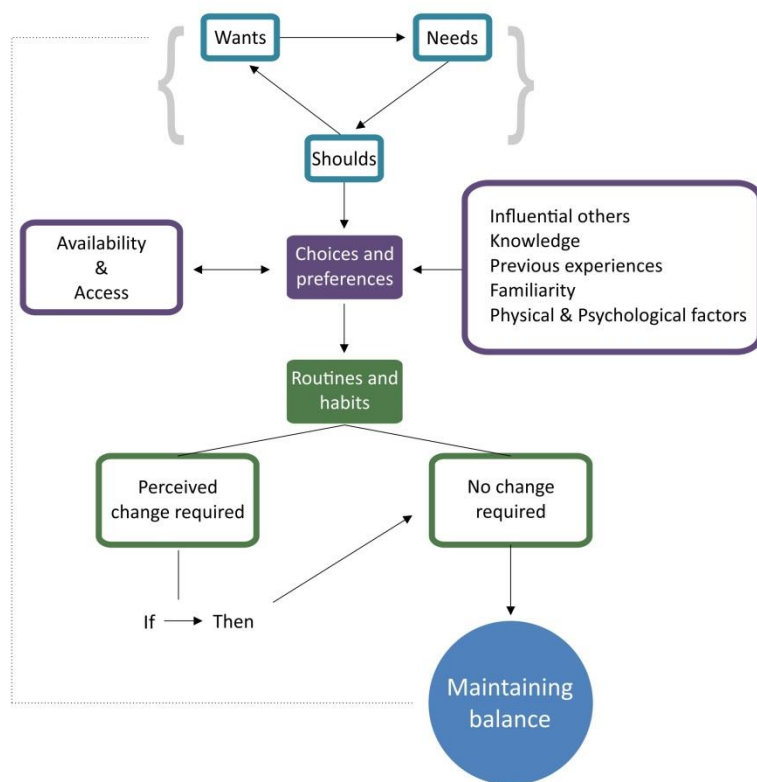 Wants
Needs
Shoulds
Availability
&
Access
Choices and
preferences
Influential others
Knowledge
Previous experiences
Familiarity
Physical & Psychological factors
Routines and
habits
Perceived
change required
No change
required
If
Then
Maintaining
balance